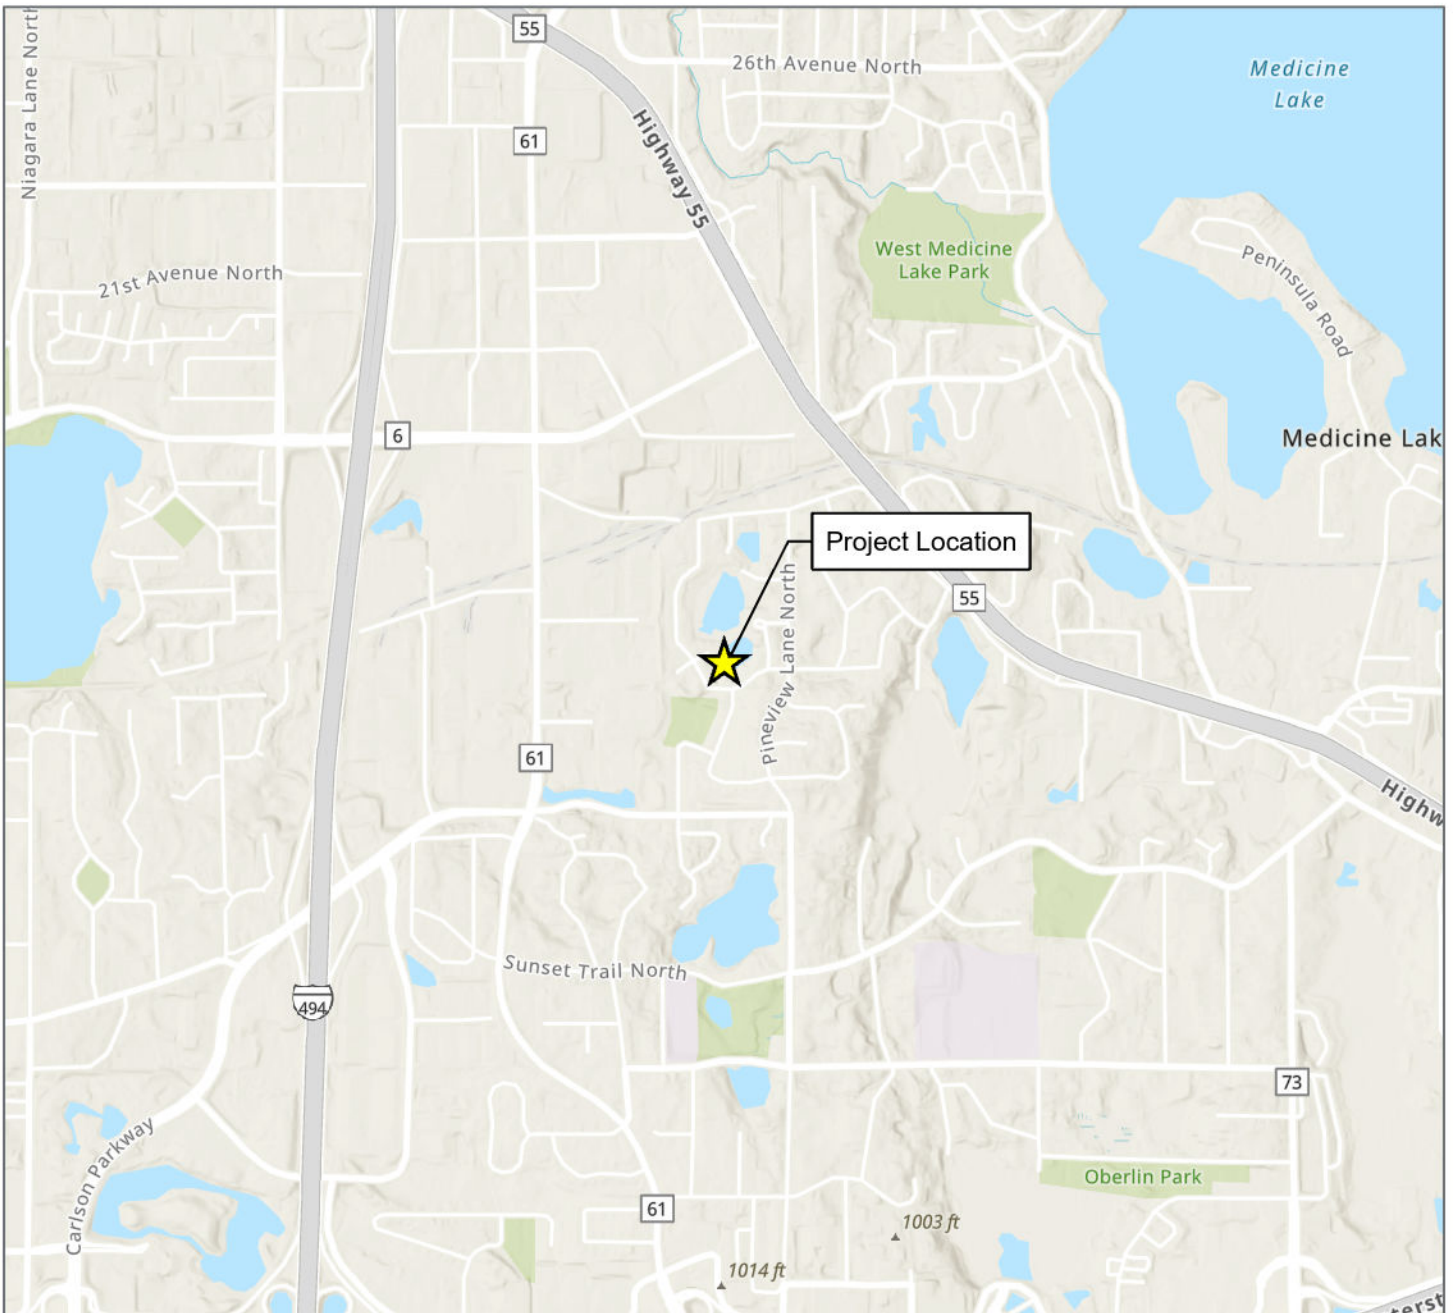 55
26th Avenue North
Medicine
Lake
Niagara Lane North
61
Highway 55
West Medicine
Lake Park
Peninsula Road
21st Avenue North
6
Medicine Lak
Project Location
55
Pineview Lane North
61
Highw
Sunset Trail North
494
73
Carlson Parkway
Oberlin Park
61
1003 ft
1014 ft
terst